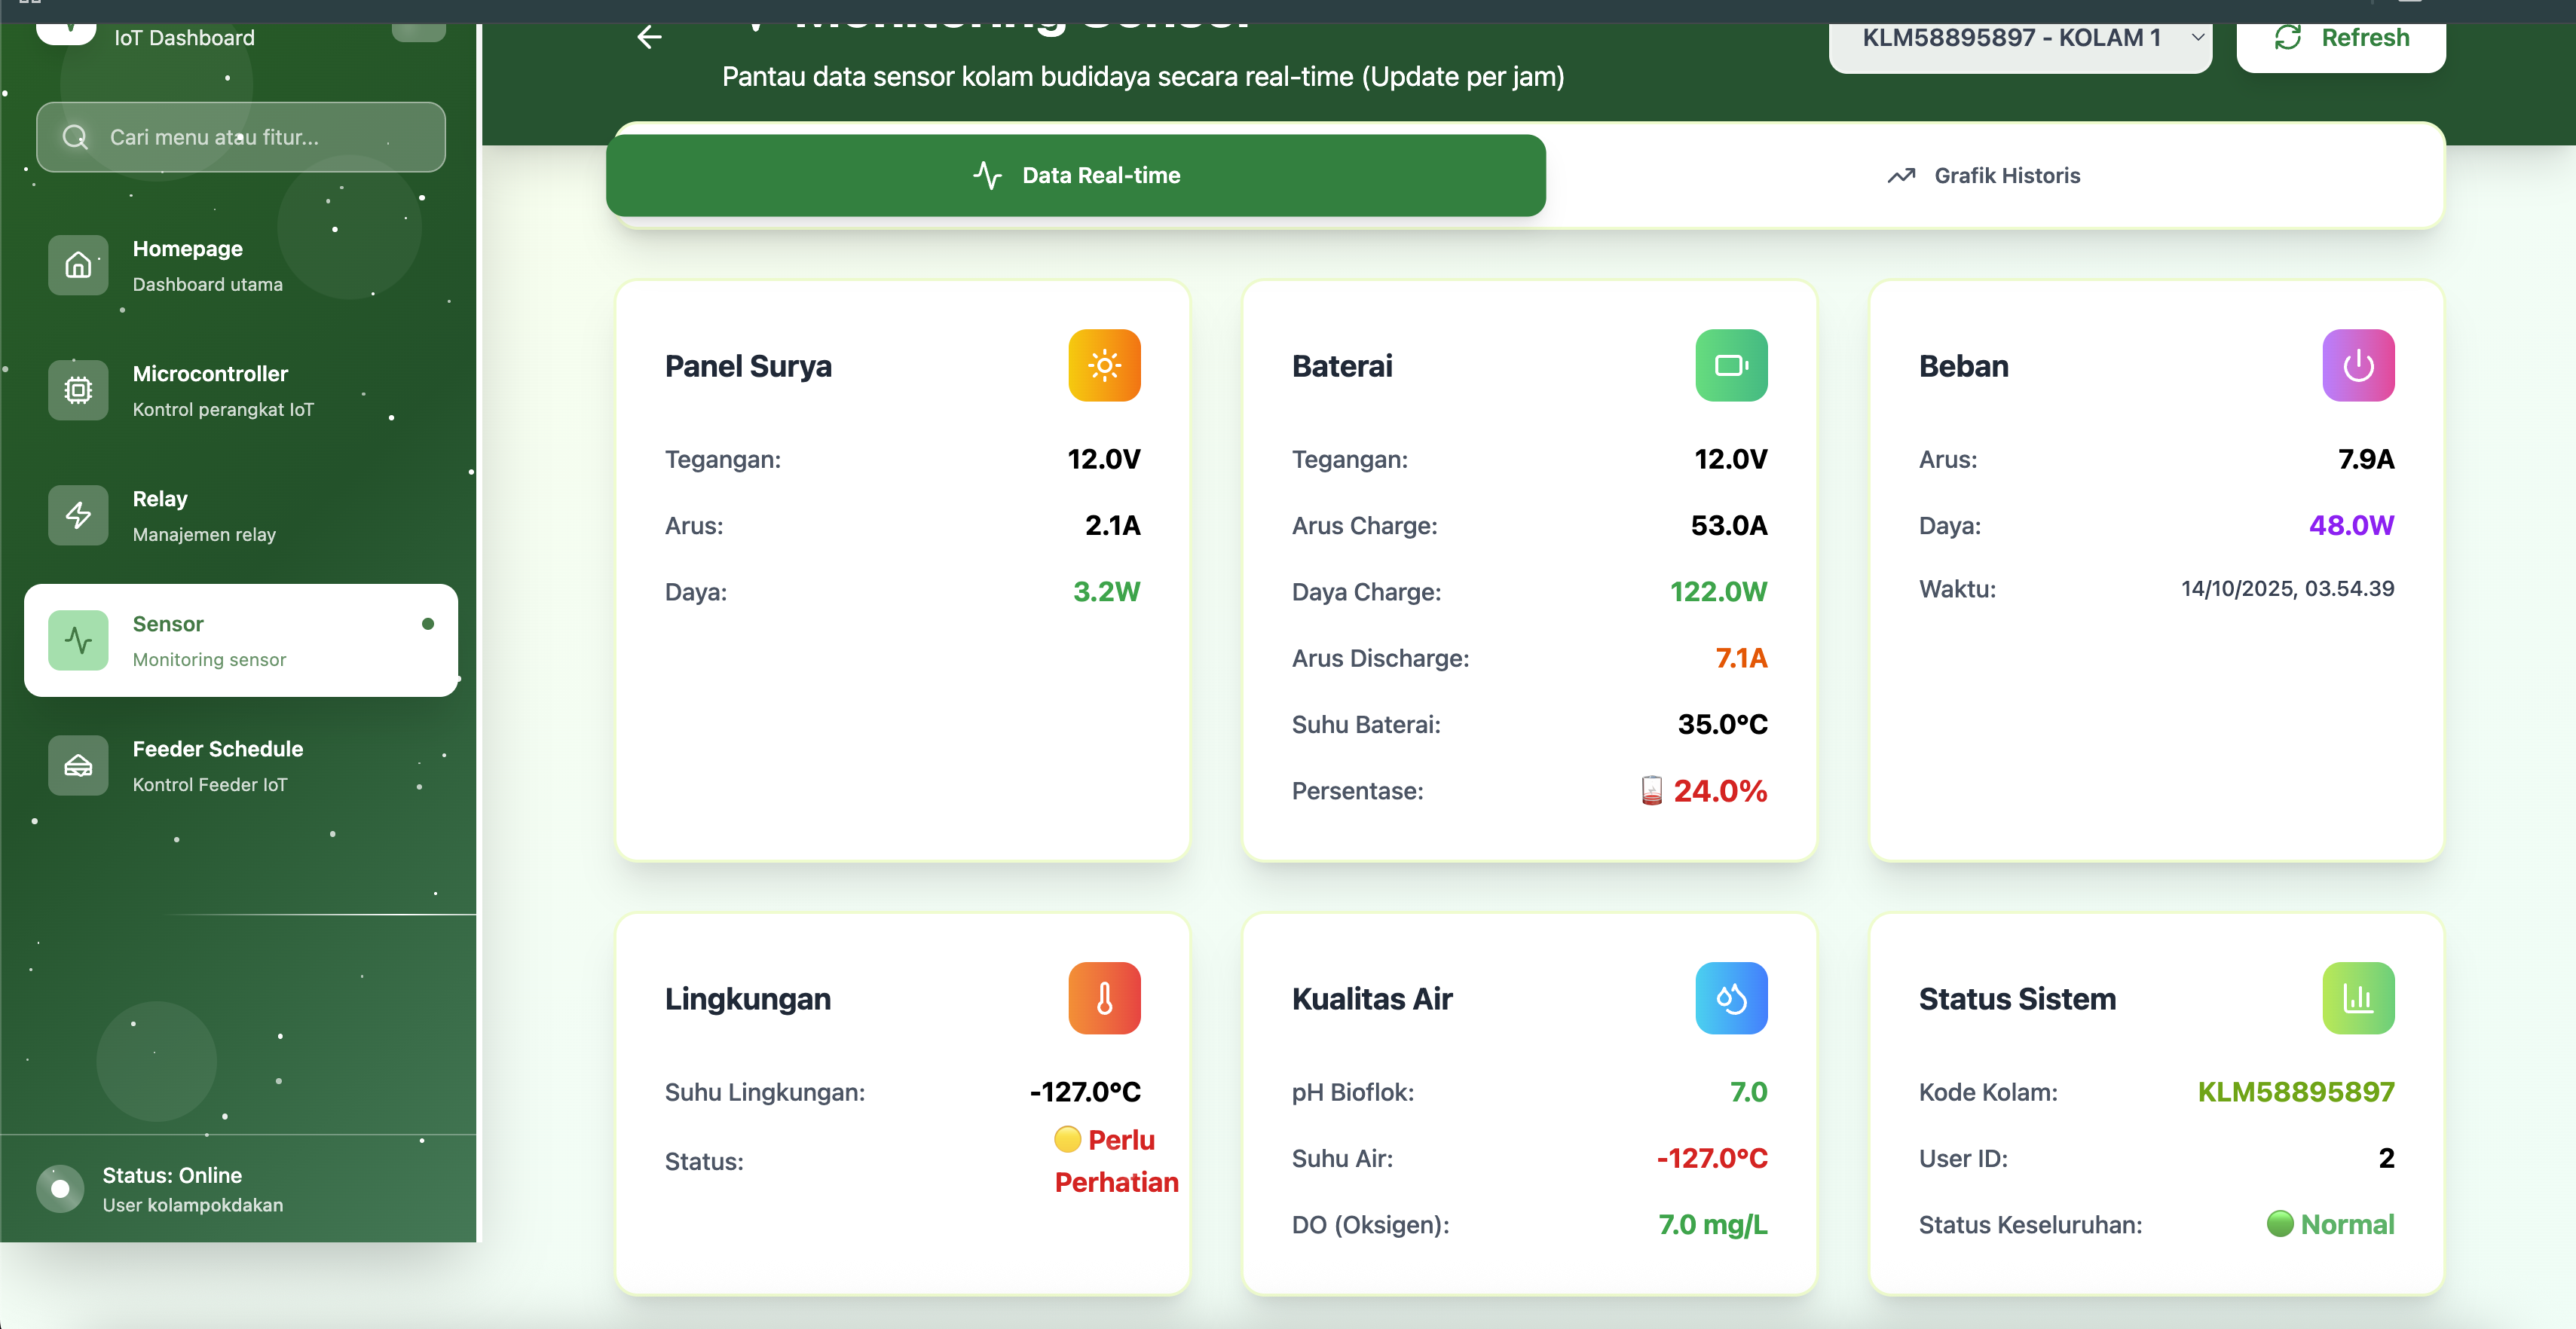 IoT Dashboard
Cari menu atau fitur...
Homepage
Dashboard utama
Microcontroller
Kontrol perangkat IoT
Relay
Manajemen relay
Sensor
Monitoring sensor
Feeder Schedule
Kontrol Feeder IoT
Status: Online
User kolampokdakan
Monitoring Sensor
Pantau data sensor kolam budidaya secara real-time (Update per jam)
KLM58895897 - KOLAM 1
Refresh
Data Real-time
Grafik Historis
Panel Surya
Tegangan: 12.0V
Arus: 2.1A
Daya: 3.2W
Baterai
Tegangan: 12.0V
Arus Charge: 53.0A
Daya Charge: 122.0W
Arus Discharge: 7.1A
Suhu Baterai: 35.0°C
Persentase: 24.0%
Beban
Arus: 7.9A
Daya: 48.0W
Waktu: 14/10/2025, 03.54.39
Lingkungan
Suhu Lingkungan: -127.0°C
Status: Perlu
Perhatian
Kualitas Air
pH Bioflok: 7.0
Suhu Air: -127.0°C
DO (Oksigen): 7.0 mg/L
Status Sistem
Kode Kolam: KLM58895897
User ID: 2
Status Keseluruhan: Normal